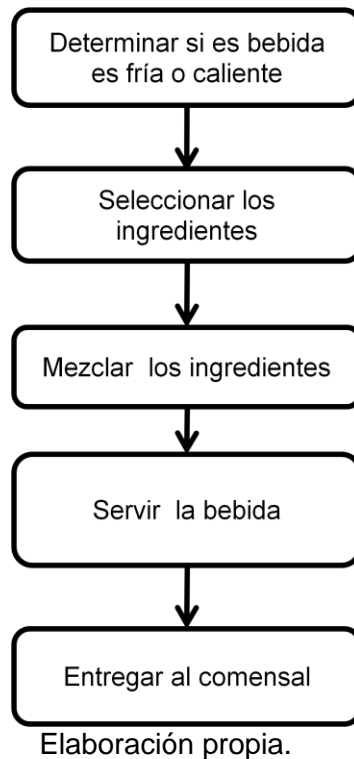 Determinar si es bebida
es fría o caliente
Seleccionar los
ingredientes
Mezclar  los ingredientes
Servir  la bebida
Entregar al comensal
Elaboración propia.